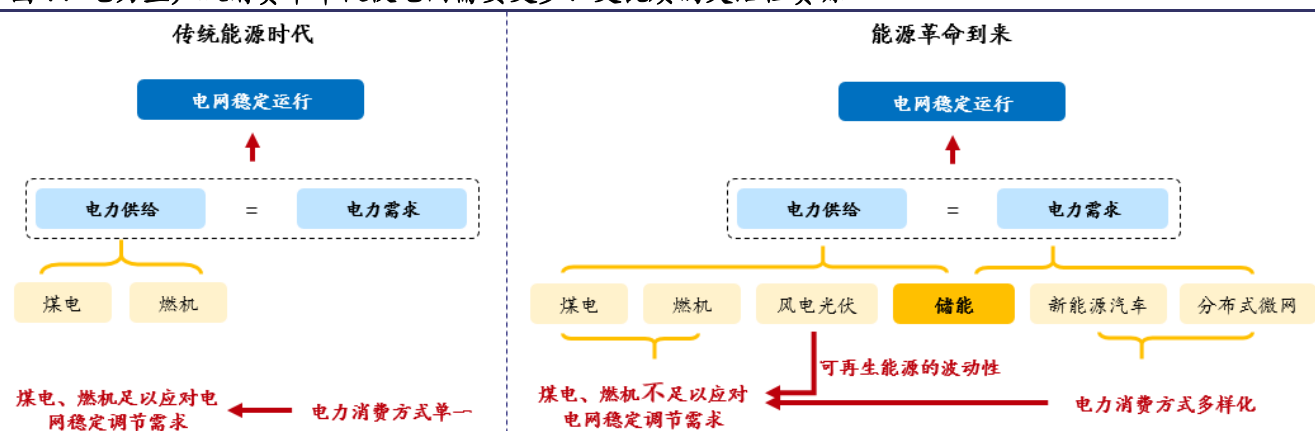 传统能源时代
电网稳定运行
电力供给
=
电力需求
煤电
燃机
煤电、燃机足以应对电
网稳定调节需求
电力消费方式单一
能源革命到来
电网稳定运行
电力供给
=
电力需求
煤电
燃机
风电光伏
储能
新能源汽车
分布式微网
可再生能源的波动性
煤电、燃机不足以应对
电网稳定调节需求
电力消费方式多样化